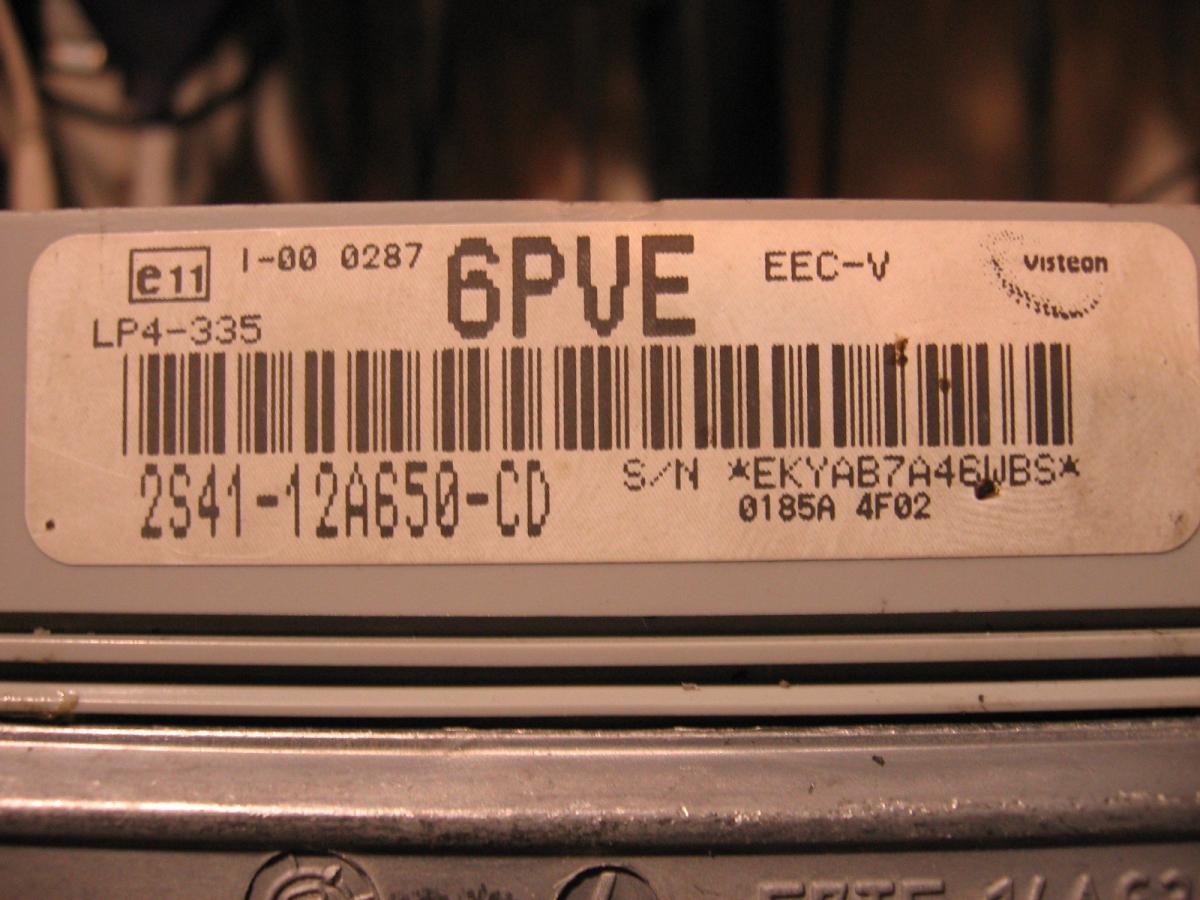 e11 I-00 0287 6PVE EEC-V Visteon
LP4-335
2S41-12A650-CD S/N *EKYAB7A46WBS*
0185A 4F02